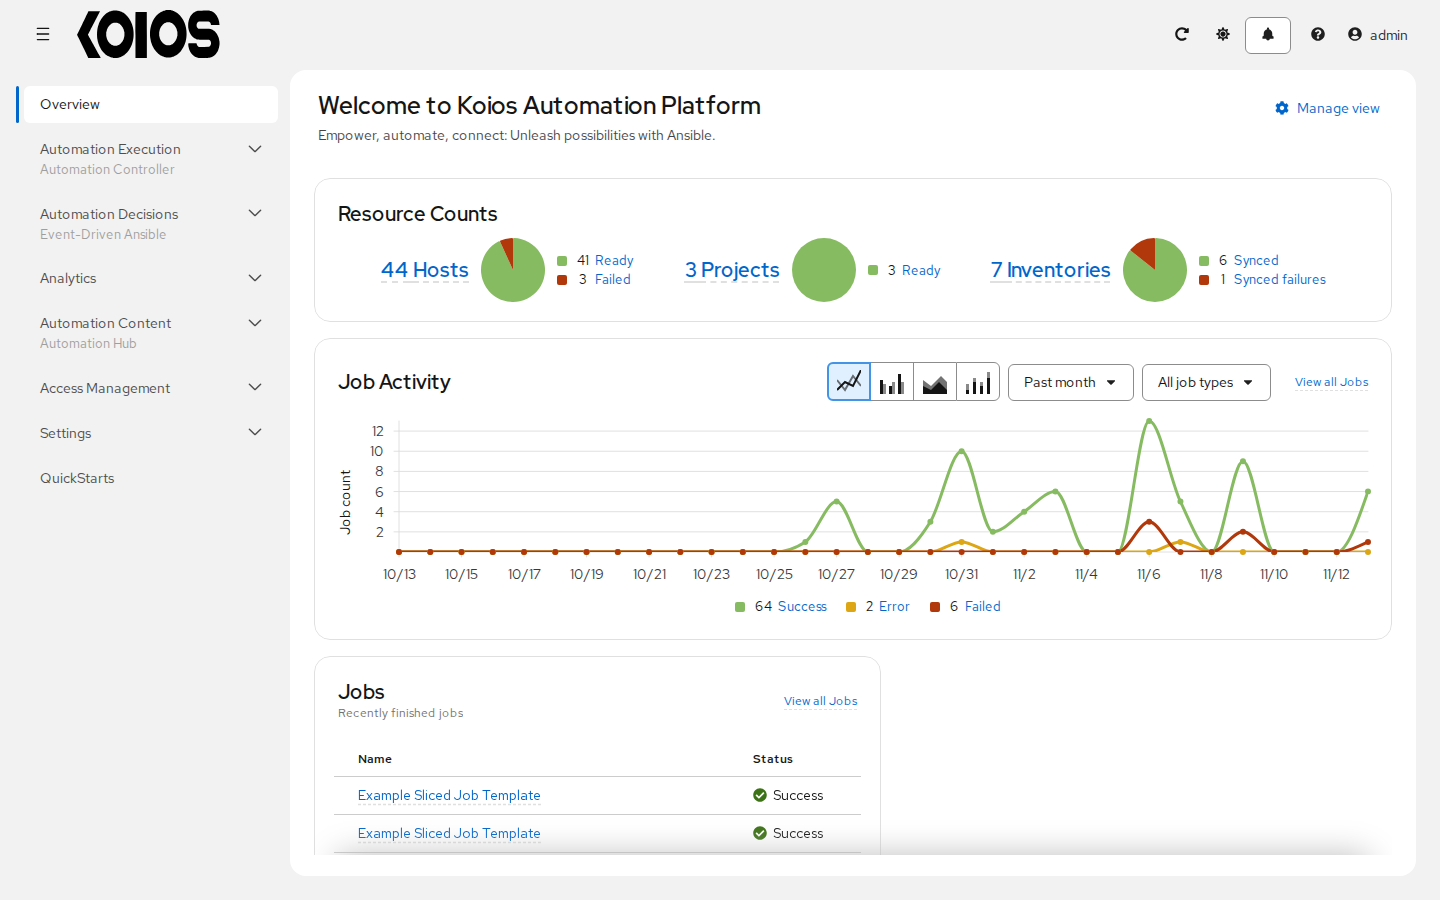 KOIOS
admin
Overview
Automation Execution
Automation Controller
Automation Decisions
Event-Driven Ansible
Analytics
Automation Content
Automation Hub
Access Management
Settings
QuickStarts
Welcome to Koios Automation Platform
Empower, automate, connect: Unleash possibilities with Ansible.
Manage view
Resource Counts
44 Hosts
41 Ready
3 Failed
3 Projects
3 Ready
7 Inventories
6 Synced
1 Synced failures
Job Activity
Past month
All job types
View all Jobs
Job count
12
10
8
6
4
2
10/13 10/15 10/17 10/19 10/21 10/23 10/25 10/27 10/29 10/31 11/2 11/4 11/6 11/8 11/10 11/12
64 Success 2 Error 6 Failed
Jobs
Recently finished jobs
View all Jobs
Name Status
Example Sliced Job Template Success
Example Sliced Job Template Success